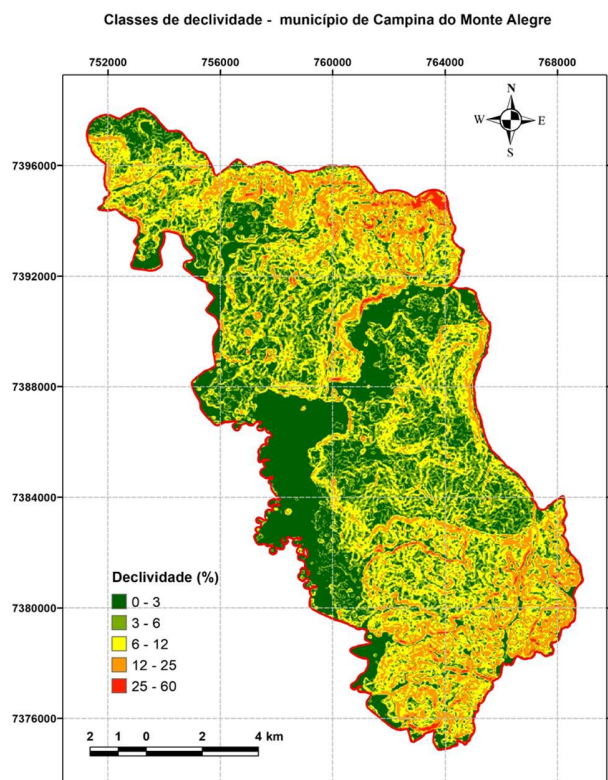 Classes de declividade - município de Campina do Monte Alegre
752000 756000 760000 764000 768000
N
W E
S
7396000
7392000
7388000
7384000
7380000
7376000
Declividade (%)
0 - 3
3 - 6
6 - 12
12 - 25
25 - 60
2 1 0 2 4 km